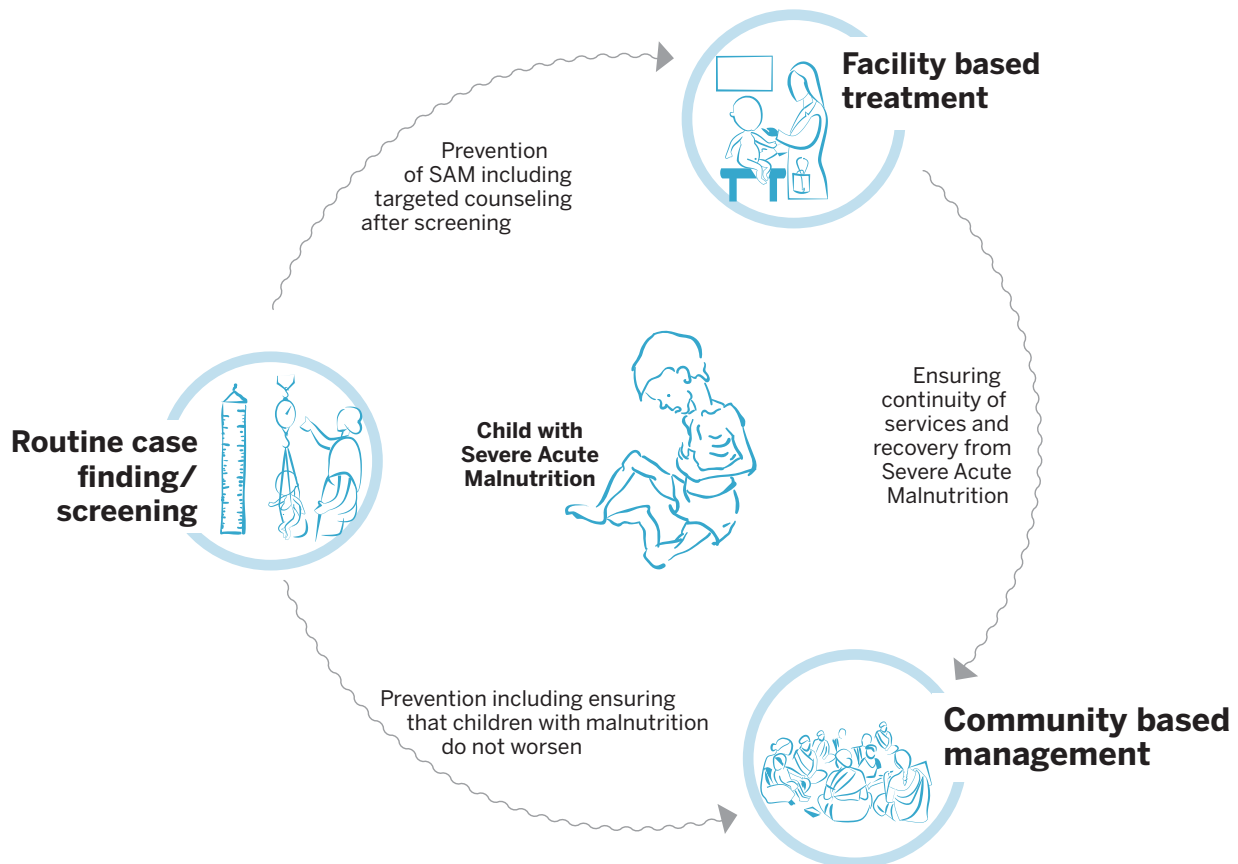 Facility based
treatment
Prevention
of SAM including
targeted counseling
after screening
Ensuring
continuity of
services and
recovery from
Severe Acute
Malnutrition
Child with
Severe Acute
Malnutrition
Routine case
finding/
screening
Prevention including ensuring
that children with malnutrition
do not worsen
Community based
management